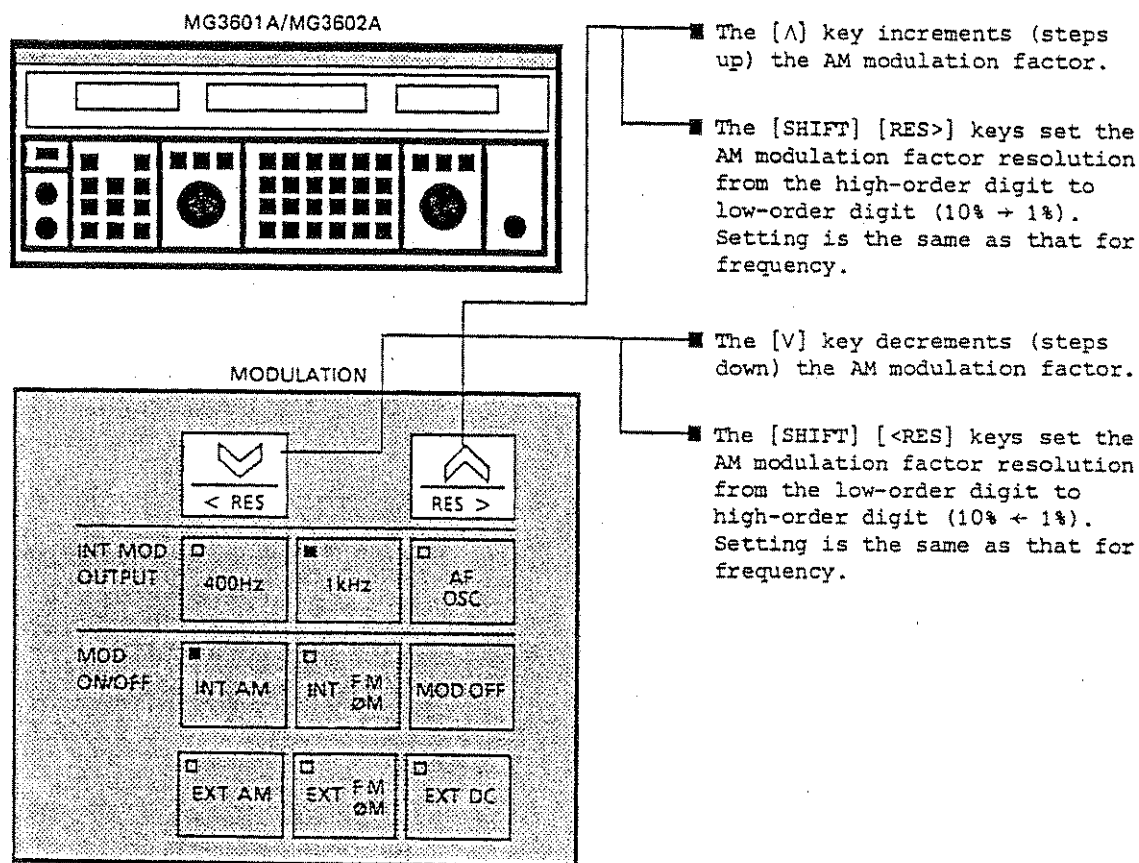 MG3601A/MG3602A
■ The [Λ] key increments (steps
up) the AM modulation factor.
■ The [SHIFT] [RES>] keys set the
AM modulation factor resolution
from the high-order digit to
low-order digit (10% → 1%).
Setting is the same as that for
frequency.
■ The [V] key decrements (steps
down) the AM modulation factor.
■ The [SHIFT] [<RES] keys set the
AM modulation factor resolution
from the low-order digit to
high-order digit (10% ← 1%).
Setting is the same as that for
frequency.
MODULATION
< RES
RES >
INT MOD
OUTPUT
400Hz
1kHz
AF
OSC
MOD
ON/OFF
INT AM
INT FM
ØM
MOD OFF
EXT AM
EXT FM
ØM
EXT DC